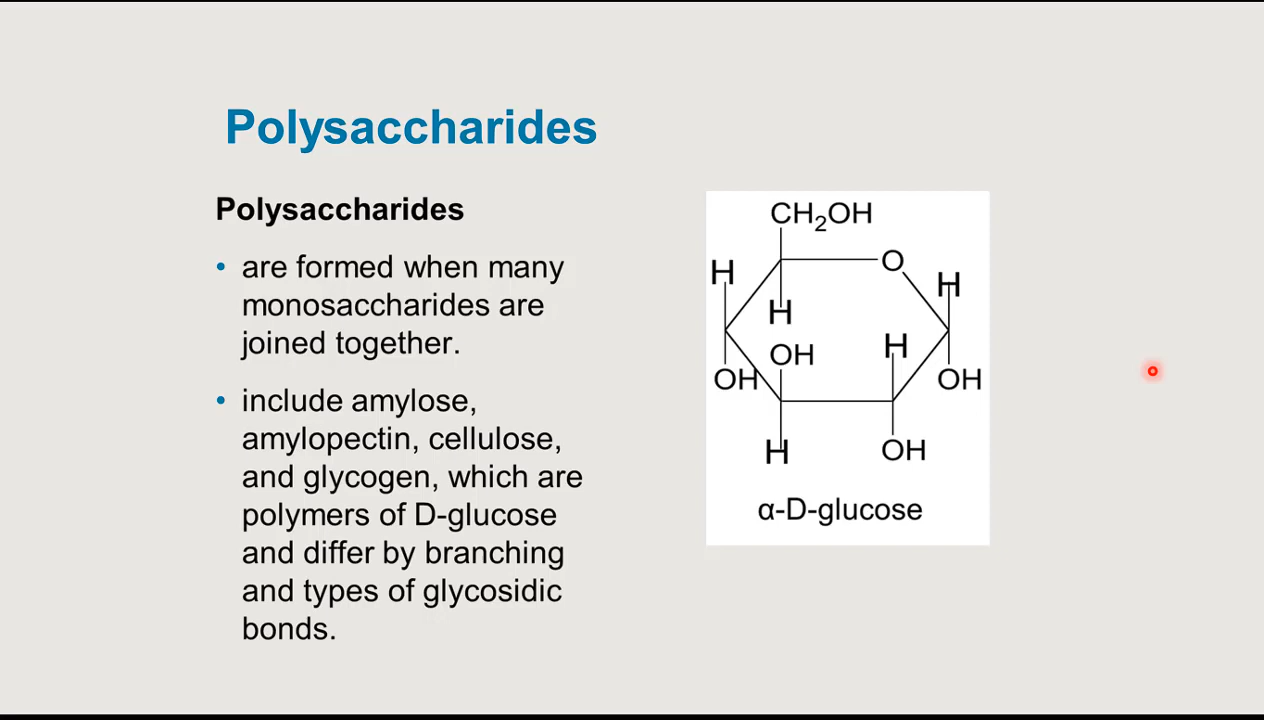 Polysaccharides
Polysaccharides
• are formed when many
monosaccharides are
joined together.
• include amylose,
amylopectin, cellulose,
and glycogen, which are
polymers of D-glucose
and differ by branching
and types of glycosidic
bonds.
CH₂OH
O
H
H
H
OH
H
OH
OH
H
OH
α-D-glucose